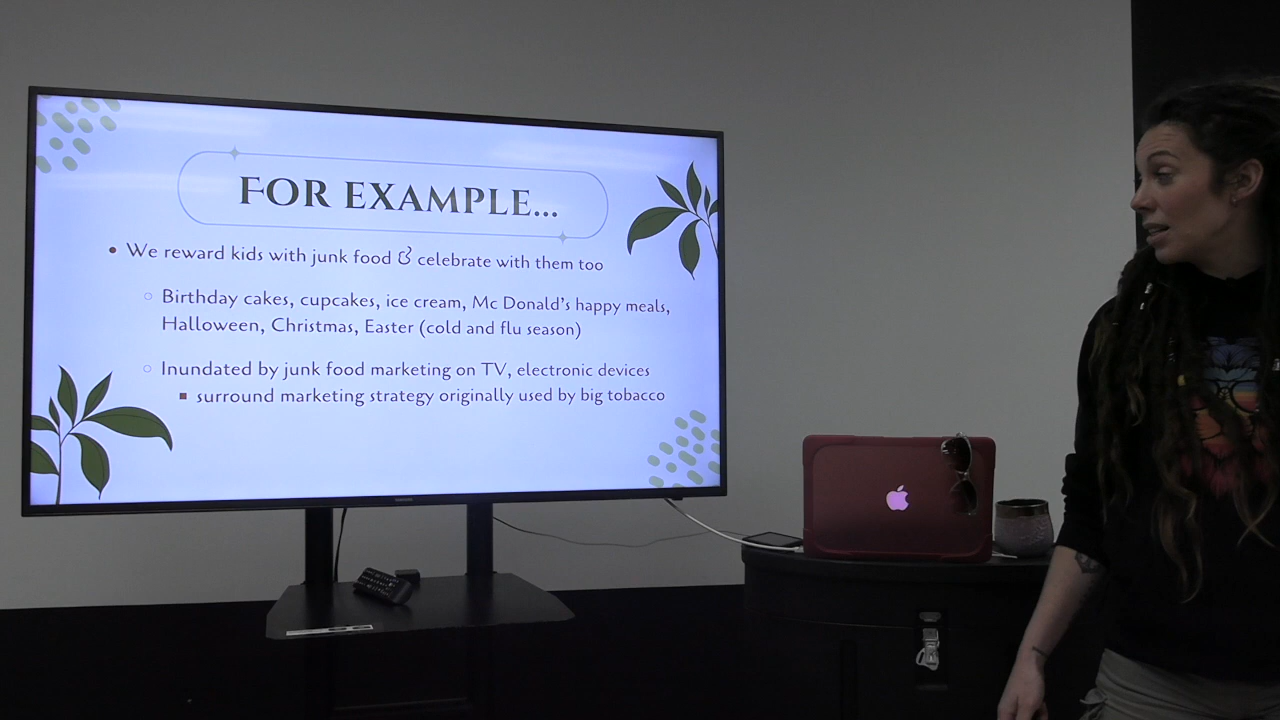 FOR EXAMPLE...
• We reward kids with junk food & celebrate with them too
○ Birthday cakes, cupcakes, ice cream, Mc Donald's happy meals,
Halloween, Christmas, Easter (cold and flu season)
○ Inundated by junk food marketing on TV, electronic devices
▪ surround marketing strategy originally used by big tobacco
SAMSUNG